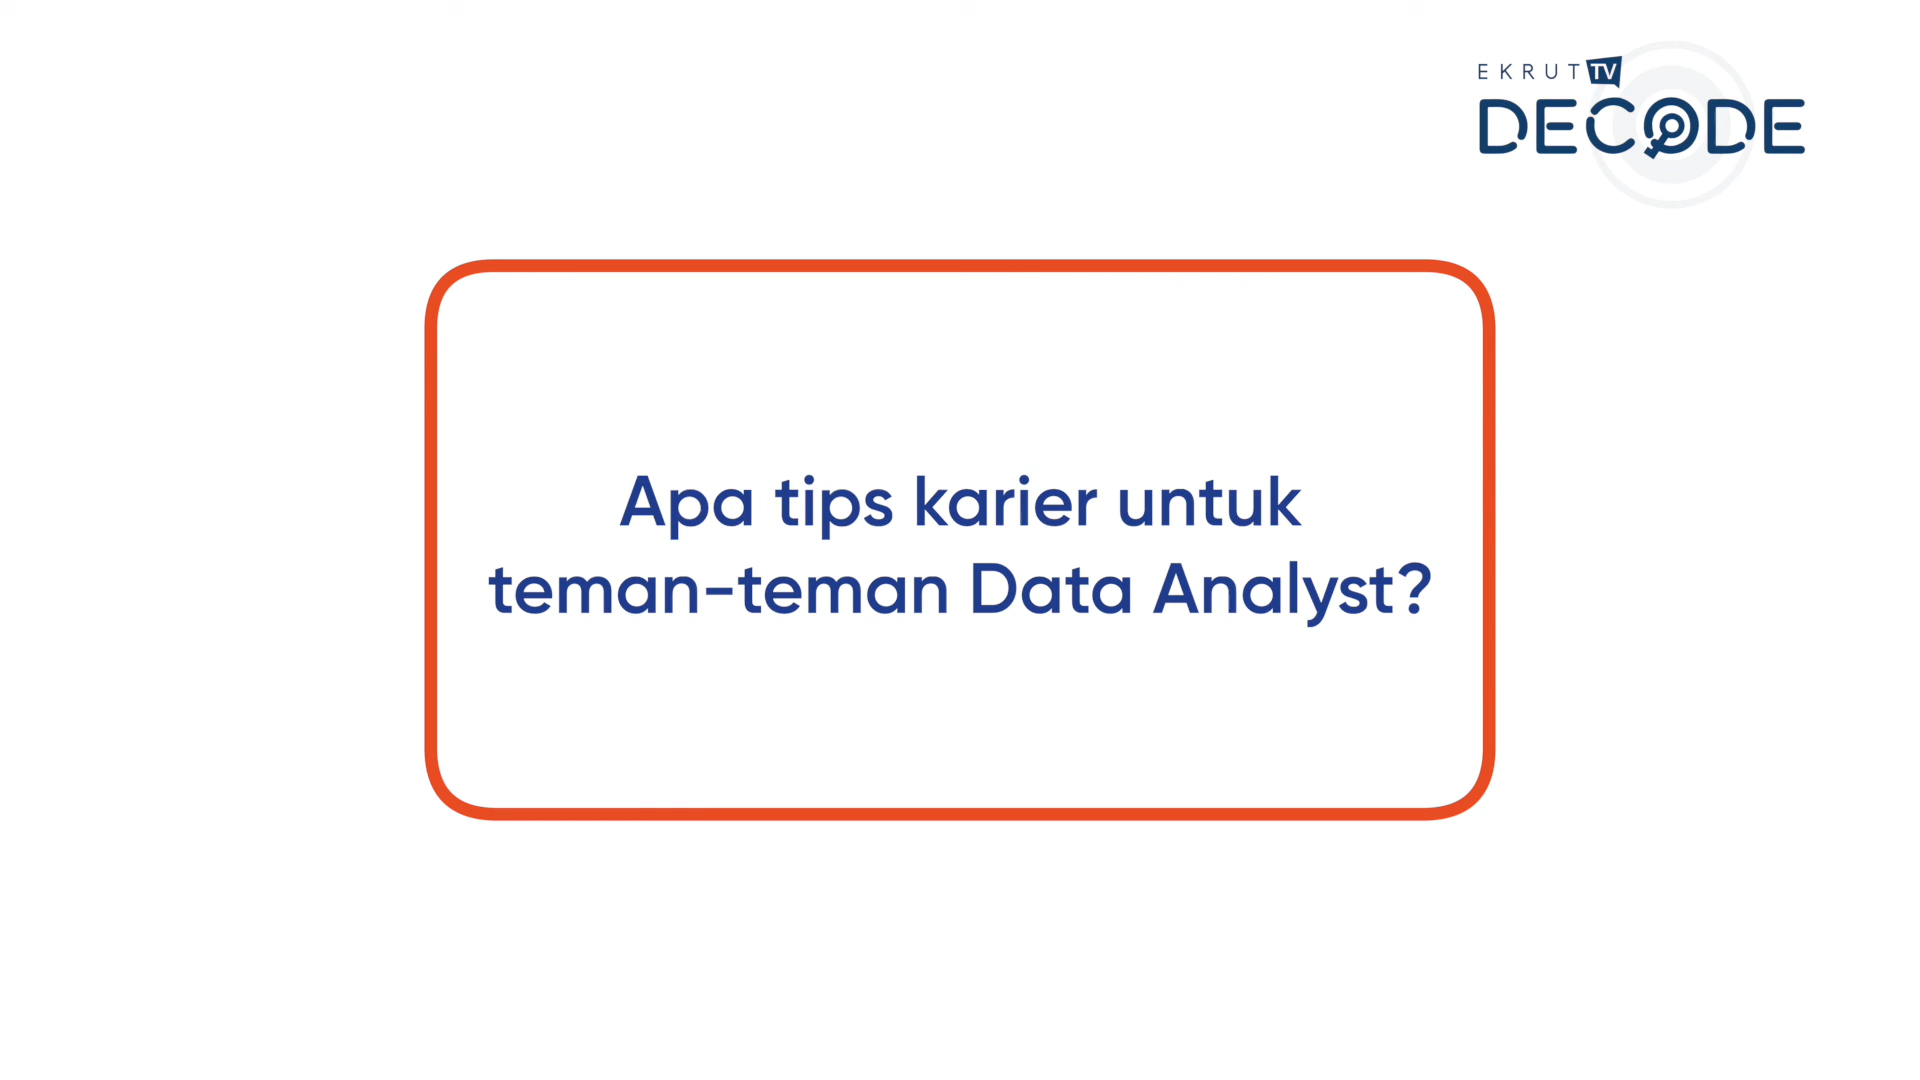 EKRUT TV
DECODE
Apa tips karier untuk
teman-teman Data Analyst?